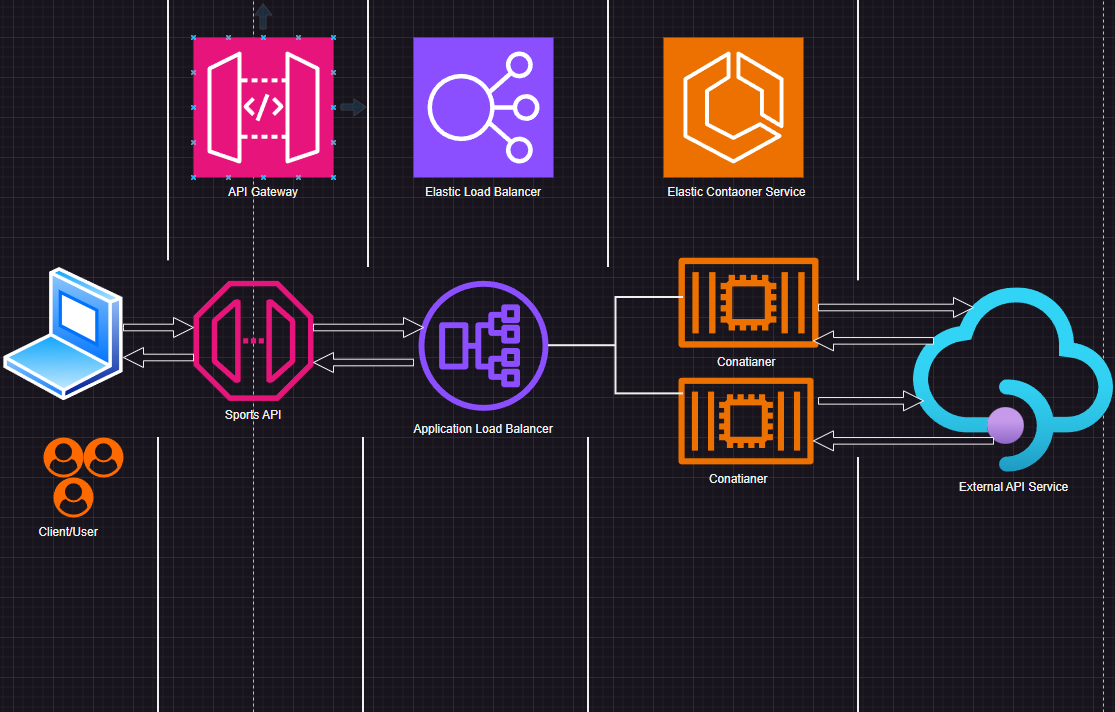 API Gateway
Elastic Load Balancer
Elastic Contaoner Service
Sports API
Application Load Balancer
Conatianer
Conatianer
External API Service
Client/User